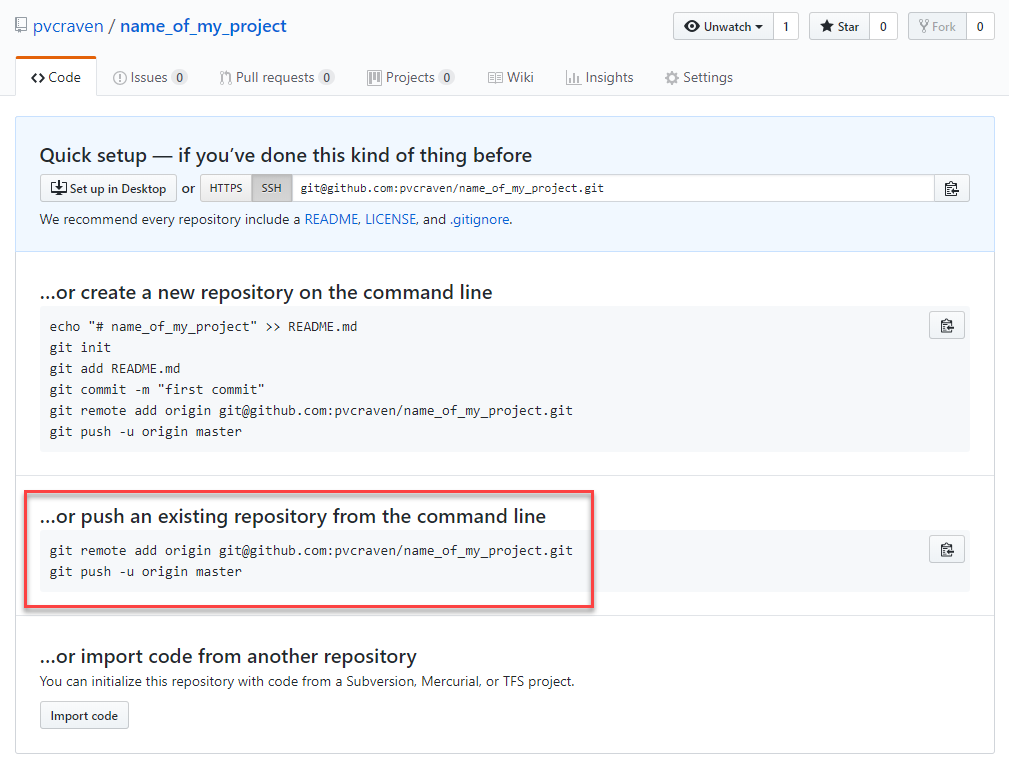 pvcraven / name_of_my_project
Unwatch 1 Star 0 Fork 0
Code Issues 0 Pull requests 0 Projects 0 Wiki Insights Settings
Quick setup — if you’ve done this kind of thing before
Set up in Desktop or HTTPS SSH git@github.com:pvcraven/name_of_my_project.git
We recommend every repository include a README, LICENSE, and .gitignore.
…or create a new repository on the command line
echo "# name_of_my_project" >> README.md
git init
git add README.md
git commit -m "first commit"
git remote add origin git@github.com:pvcraven/name_of_my_project.git
git push -u origin master
…or push an existing repository from the command line
git remote add origin git@github.com:pvcraven/name_of_my_project.git
git push -u origin master
…or import code from another repository
You can initialize this repository with code from a Subversion, Mercurial, or TFS project.
Import code